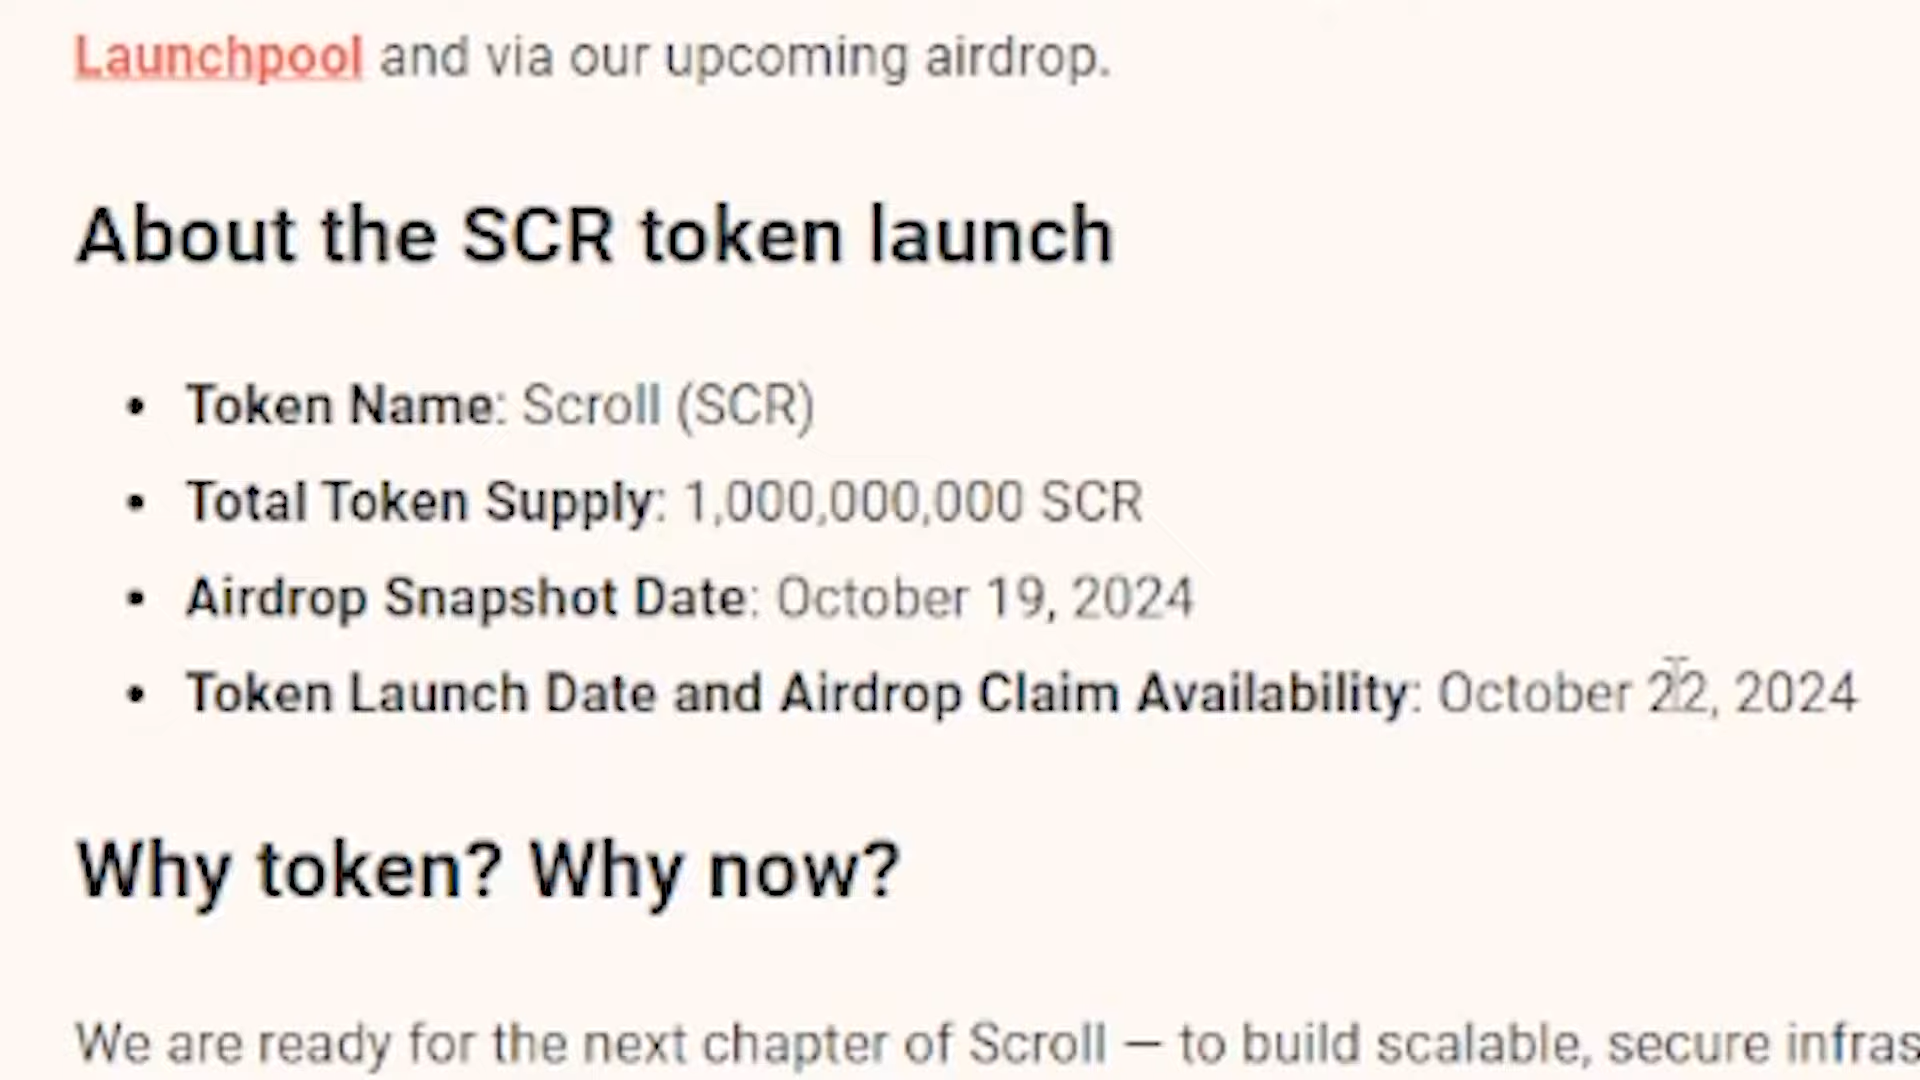 Launchpool and via our upcoming airdrop.
About the SCR token launch
• Token Name: Scroll (SCR)
• Total Token Supply: 1,000,000,000 SCR
• Airdrop Snapshot Date: October 19, 2024
• Token Launch Date and Airdrop Claim Availability: October 22, 2024
Why token? Why now?
We are ready for the next chapter of Scroll — to build scalable, secure infras